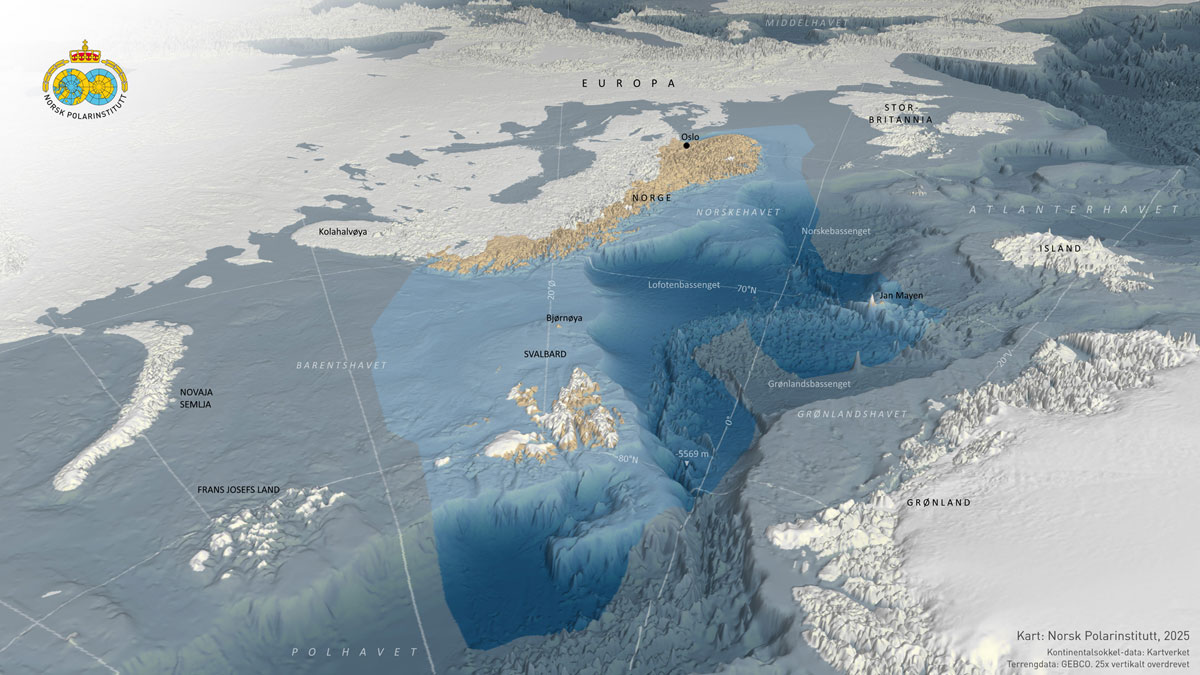 MIDDELHAVET
NORSK POLARINSTITUTT
EUROPA
STOR-
BRITANNIA
Oslo
NORGE
NORSKEHAVET
ATLANTERHAVET
Kolahalvøya
Norskebassenget
ISLAND
20°Ø
Lofotenbassenget
70°N
Jan Mayen
Bjørnøya
SVALBARD
20°V
BARENTSHAVET
NOVAJA
SEMLJA
Grønlandsbassenget
GRØNLANDSHAVET
0°
-5569 m
80°N
FRANS JOSEFS LAND
GRØNLAND
POLHAVET
Kart: Norsk Polarinstitutt, 2025
Kontinentalsokkel-data: Kartverket
Terrengdata: GEBCO. 25x vertikalt overdrevet